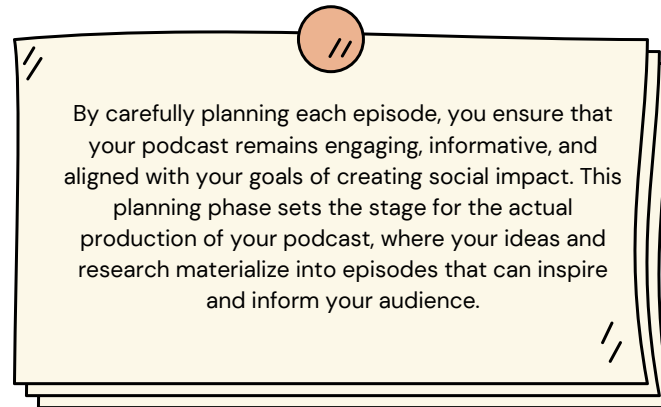 By carefully planning each episode, you ensure that
your podcast remains engaging, informative, and
aligned with your goals of creating social impact. This
planning phase sets the stage for the actual
production of your podcast, where your ideas and
research materialize into episodes that can inspire
and inform your audience.